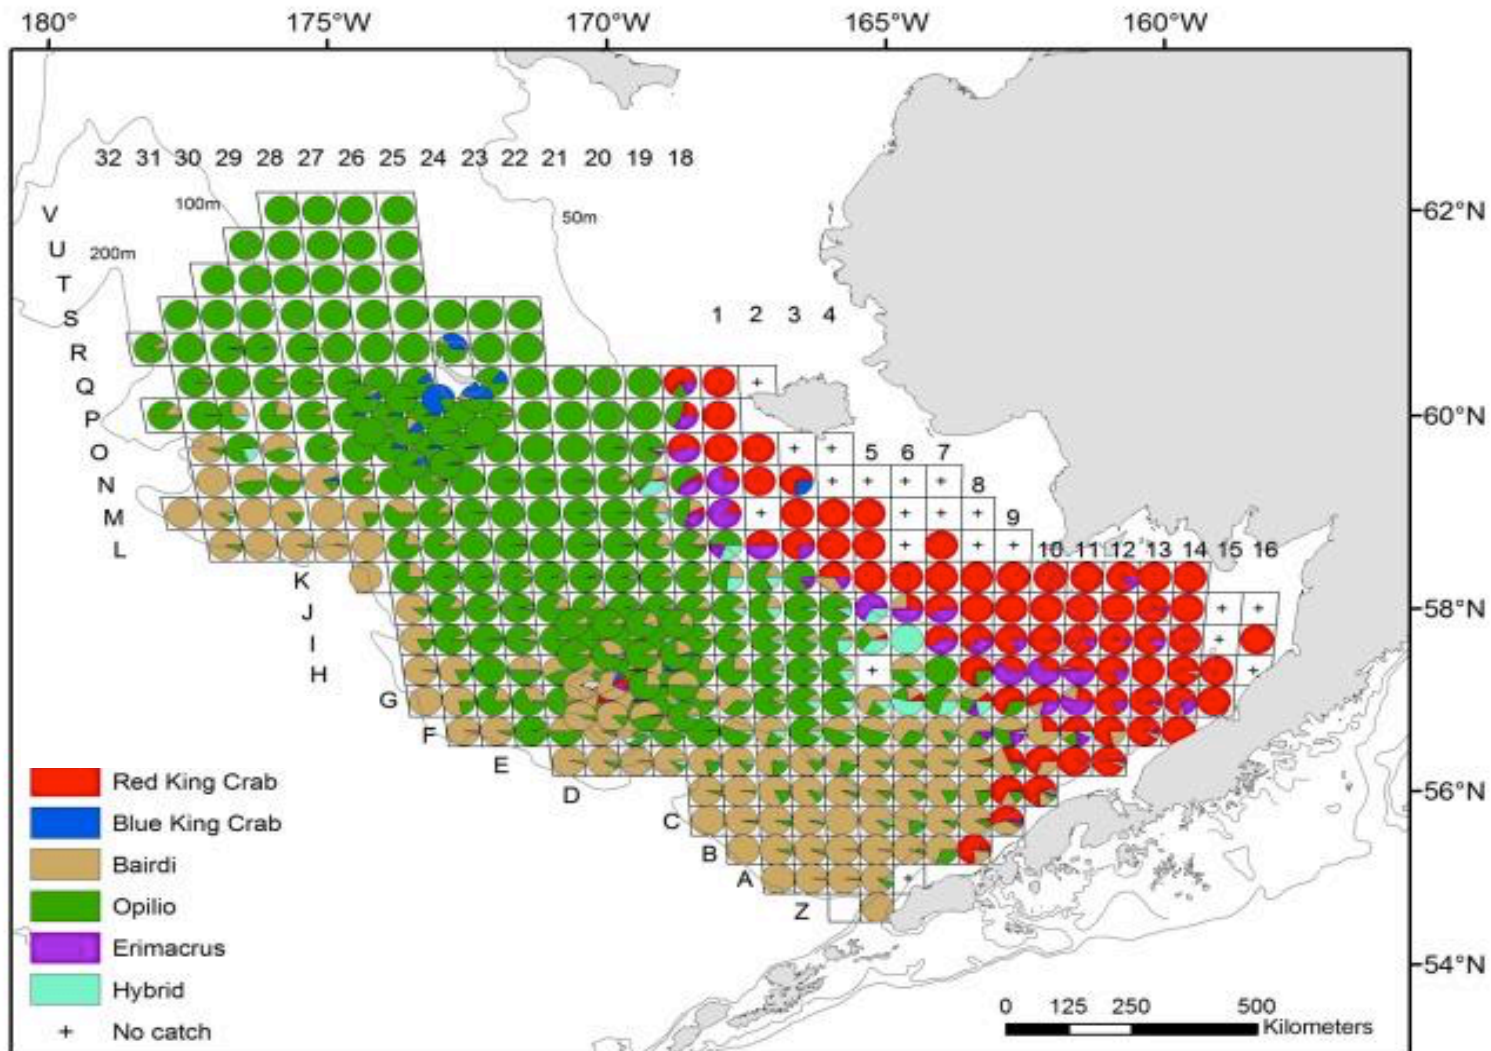 180° 175°W 170°W 165°W 160°W
32 31 30 29 28 27 26 25 24 23 22 21 20 19 18
100m
V
50m
62°N
U
200m
T
S
1 2 3 4
R
Q
P
60°N
O
5 6 7
N
8
M
9
L
10 11 12 13 14 15 16
K
J
58°N
I
H
G
F
E
D
56°N
C
B
A
Z
54°N
Red King Crab
Blue King Crab
Bairdi
Opilio
Erimacrus
Hybrid
+ No catch
0 125 250 500
Kilometers